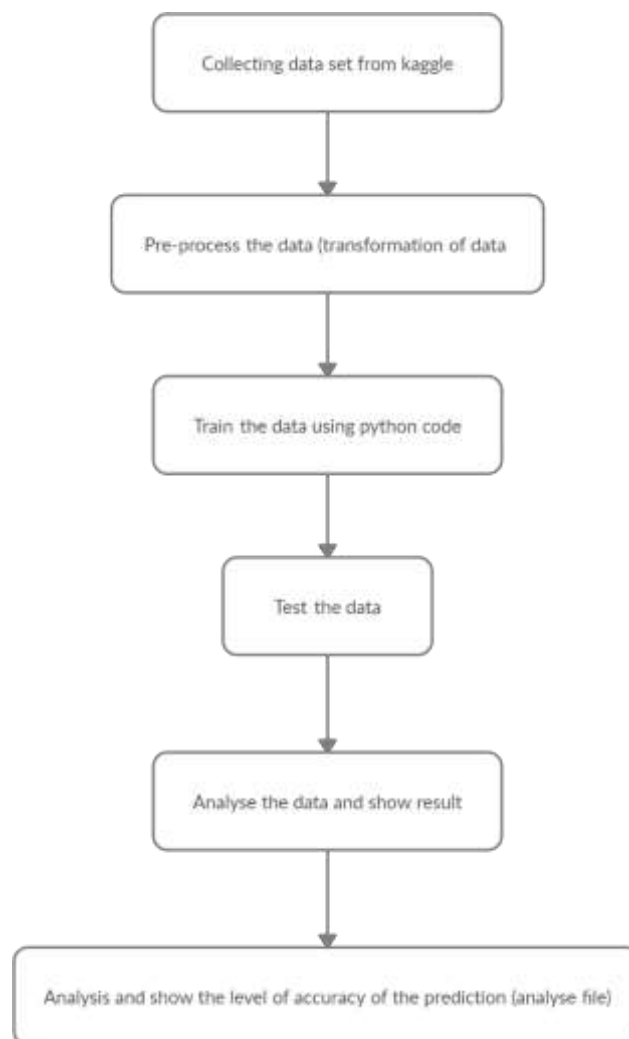 Collecting data set from kaggle
Pre-process the data (transformation of data
Train the data using python code
Test the data
Analyse the data and show result
Analysis and show the level of accuracy of the prediction (analyse file)